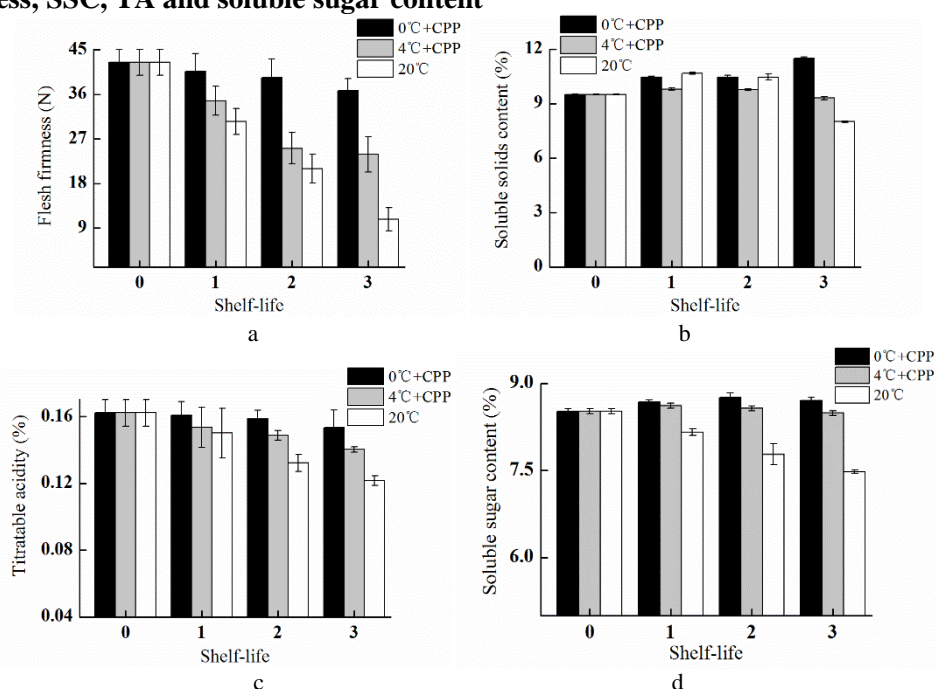 ess, SSC, TA and soluble sugar content
0℃+CPP
4℃+CPP
20℃
45
36
27
18
9
Flesh firmness (N)
0 1 2 3
Shelf-life
a
0℃+CPP
4℃+CPP
20℃
12
9
6
3
0
Soluble solids content (%)
0 1 2 3
Shelf-life
b
0℃+CPP
4℃+CPP
20℃
0.16
0.12
0.08
0.04
Titratable acidity (%)
0 1 2 3
Shelf-life
c
0℃+CPP
4℃+CPP
20℃
9.0
7.5
6.0
Soluble sugar content (%)
0 1 2 3
Shelf-life
d